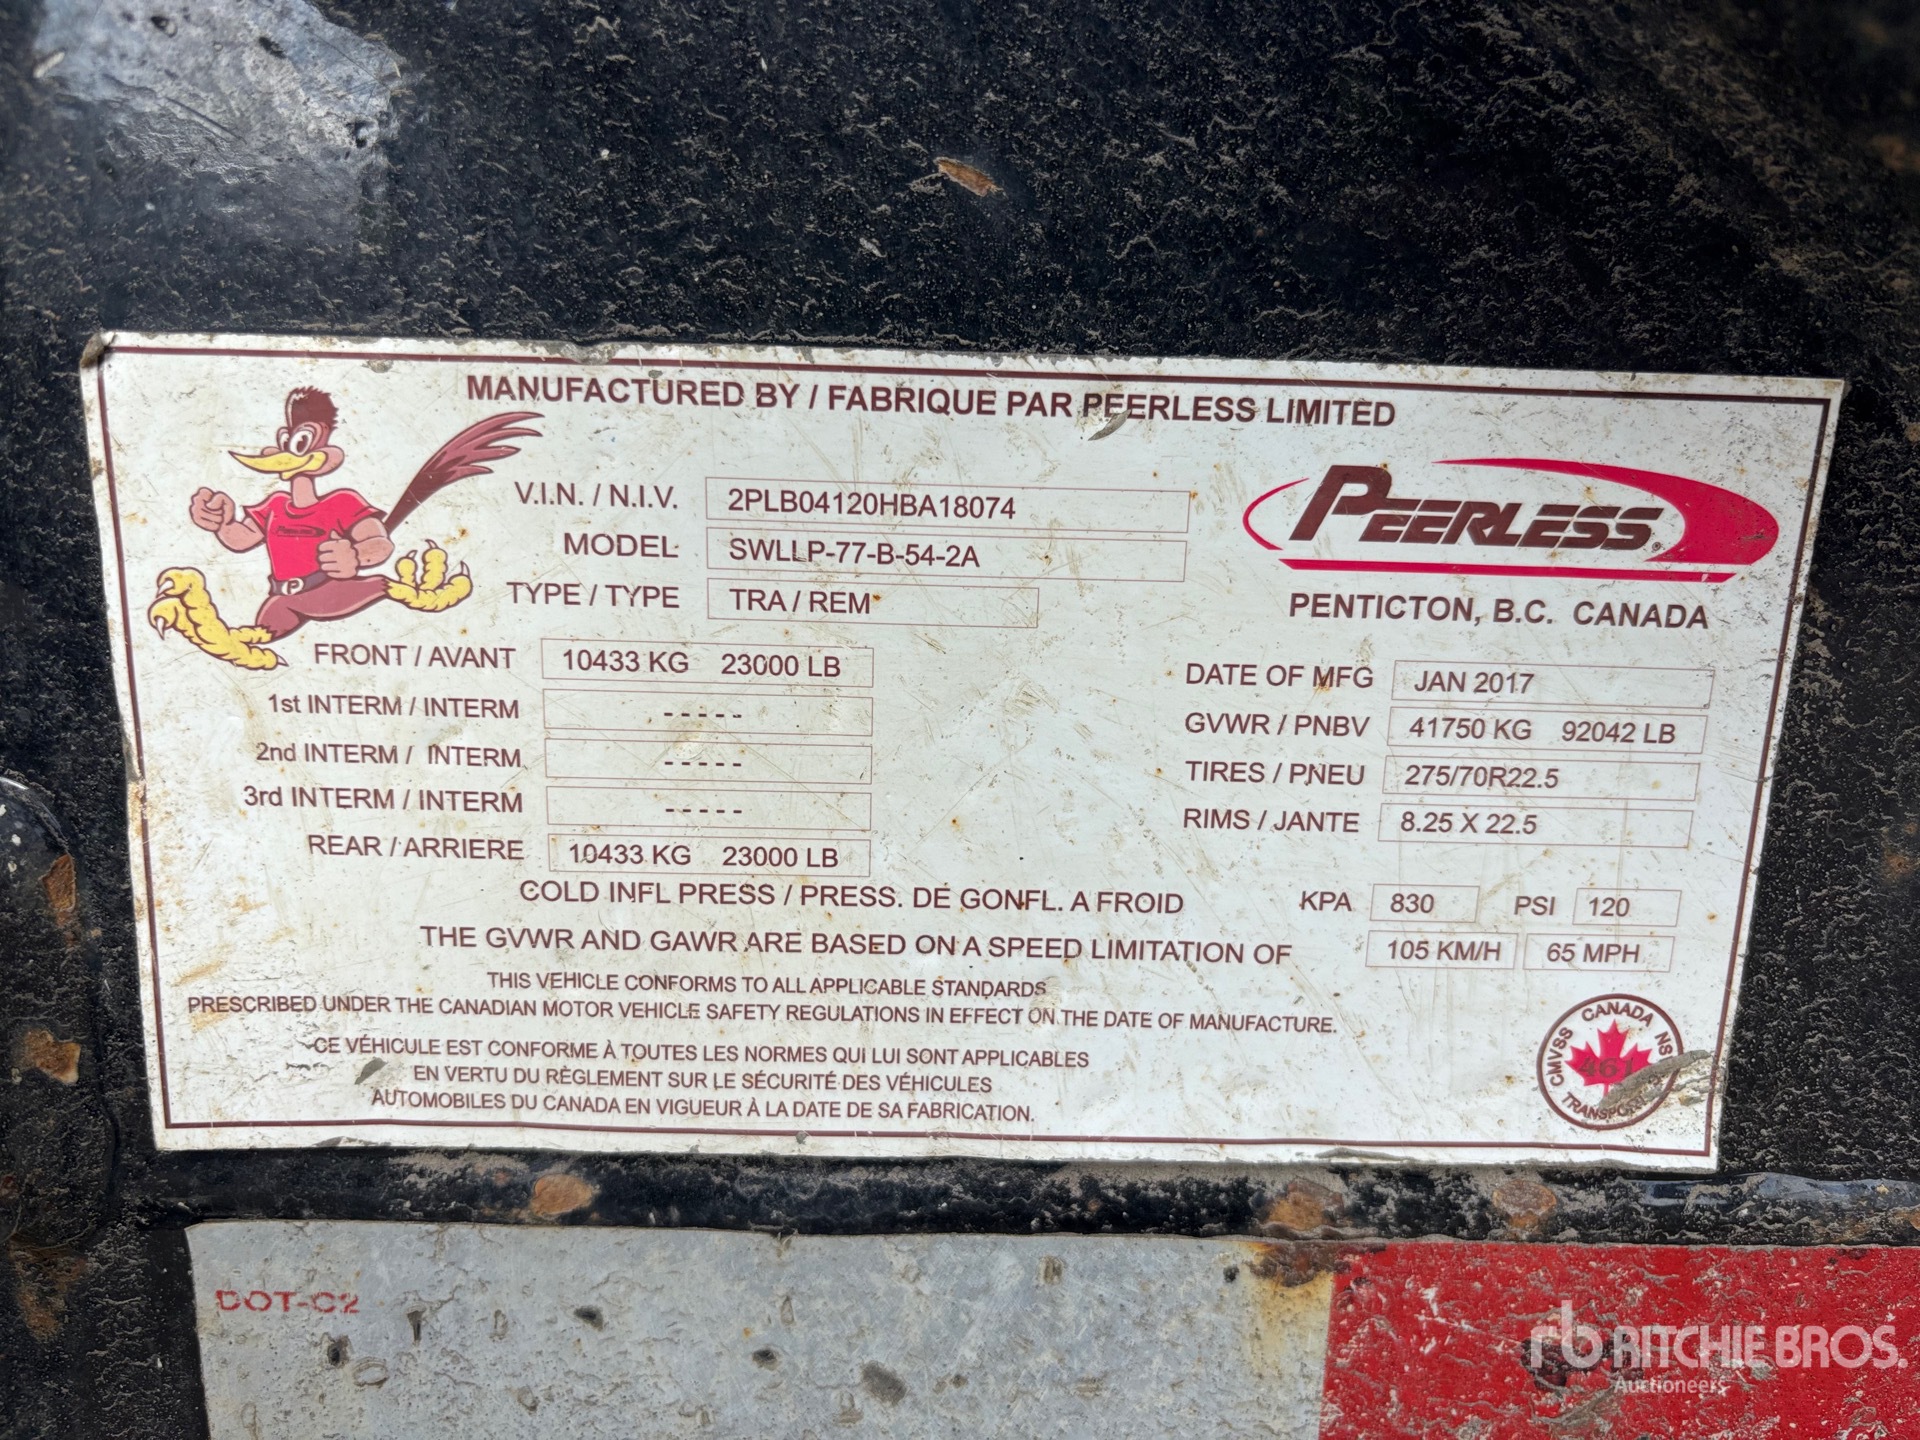 MANUFACTURED BY / FABRIQUE PAR PEERLESS LIMITED
V.I.N. / N.I.V. 2PLB04120HBA18074
MODEL SWLLP-77-B-54-2A
TYPE / TYPE TRA / REM
PEERLESS
PEERLESS®
PENTICTON, B.C. CANADA
FRONT / AVANT 10433 KG 23000 LB
1st INTERM / INTERM - - - - -
2nd INTERM / INTERM - - - - -
3rd INTERM / INTERM - - - - -
REAR / ARRIERE 10433 KG 23000 LB
DATE OF MFG JAN 2017
GVWR / PNBV 41750 KG 92042 LB
TIRES / PNEU 275/70R22.5
RIMS / JANTE 8.25 X 22.5
COLD INFL PRESS / PRESS. DE GONFL. A FROID KPA 830 PSI 120
THE GVWR AND GAWR ARE BASED ON A SPEED LIMITATION OF 105 KM/H 65 MPH
THIS VEHICLE CONFORMS TO ALL APPLICABLE STANDARDS
PRESCRIBED UNDER THE CANADIAN MOTOR VEHICLE SAFETY REGULATIONS IN EFFECT ON THE DATE OF MANUFACTURE.
CE VÉHICULE EST CONFORME À TOUTES LES NORMES QUI LUI SONT APPLICABLES
EN VERTU DU RÈGLEMENT SUR LE SÉCURITÉ DES VÉHICULES
AUTOMOBILES DU CANADA EN VIGUEUR À LA DATE DE SA FABRICATION.
CMVSS CANADA NS
461
DOT-C2
rb RITCHIE BROS.
Auctioneers